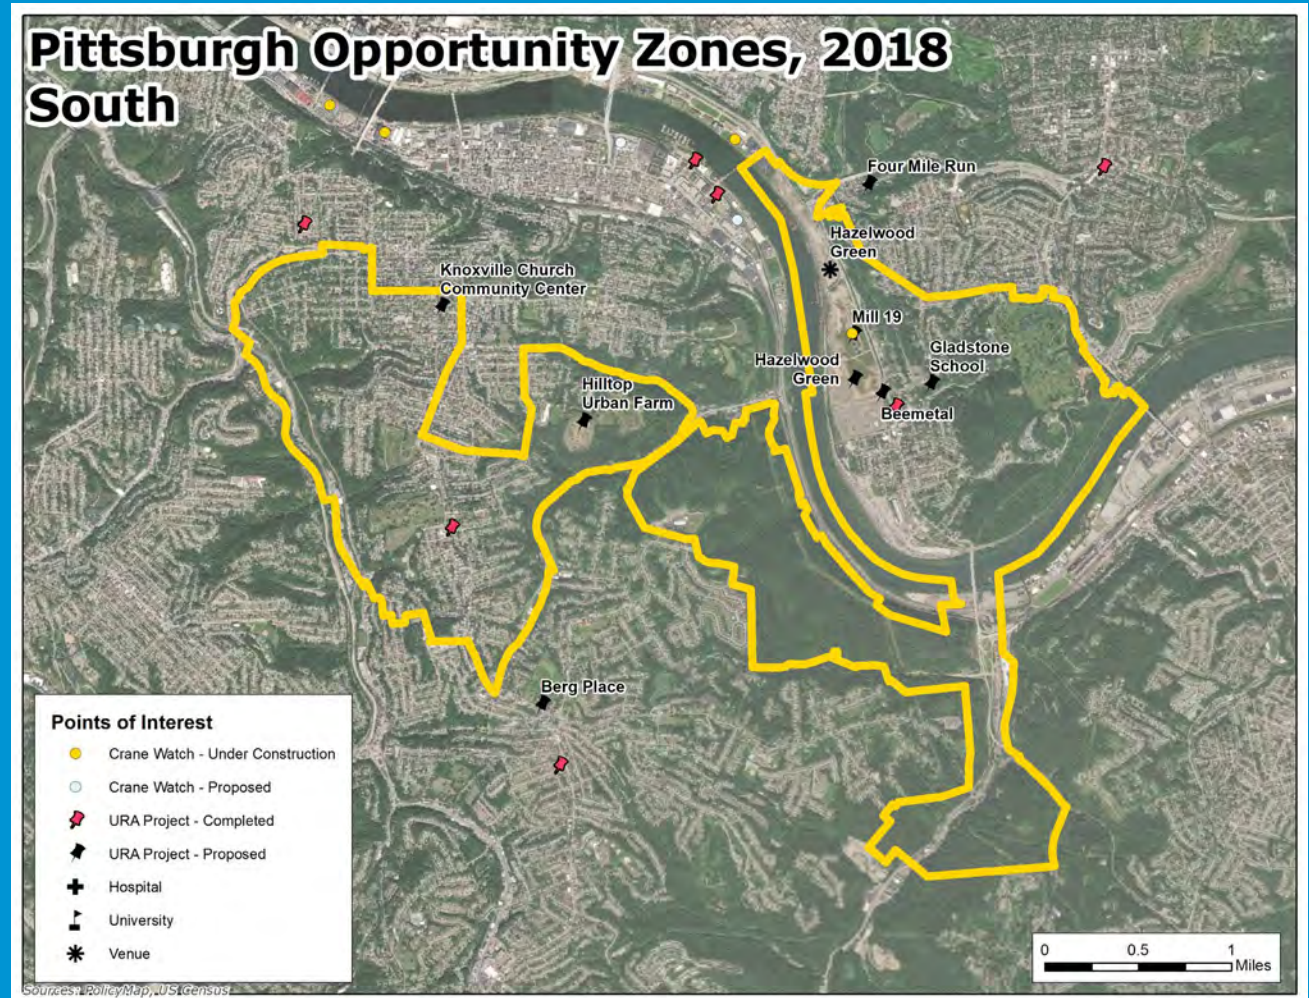 Pittsburgh Opportunity Zones, 2018
South
Four Mile Run
Hazelwood
Green
Knoxville Church
Community Center
Mill 19
Gladstone
School
Hazelwood
Green
Hilltop
Urban Farm
Beemetal
Berg Place
Points of Interest
Crane Watch - Under Construction
Crane Watch - Proposed
URA Project - Completed
URA Project - Proposed
Hospital
University
Venue
0 0.5 1
Miles
Sources: PolicyMap, US Census